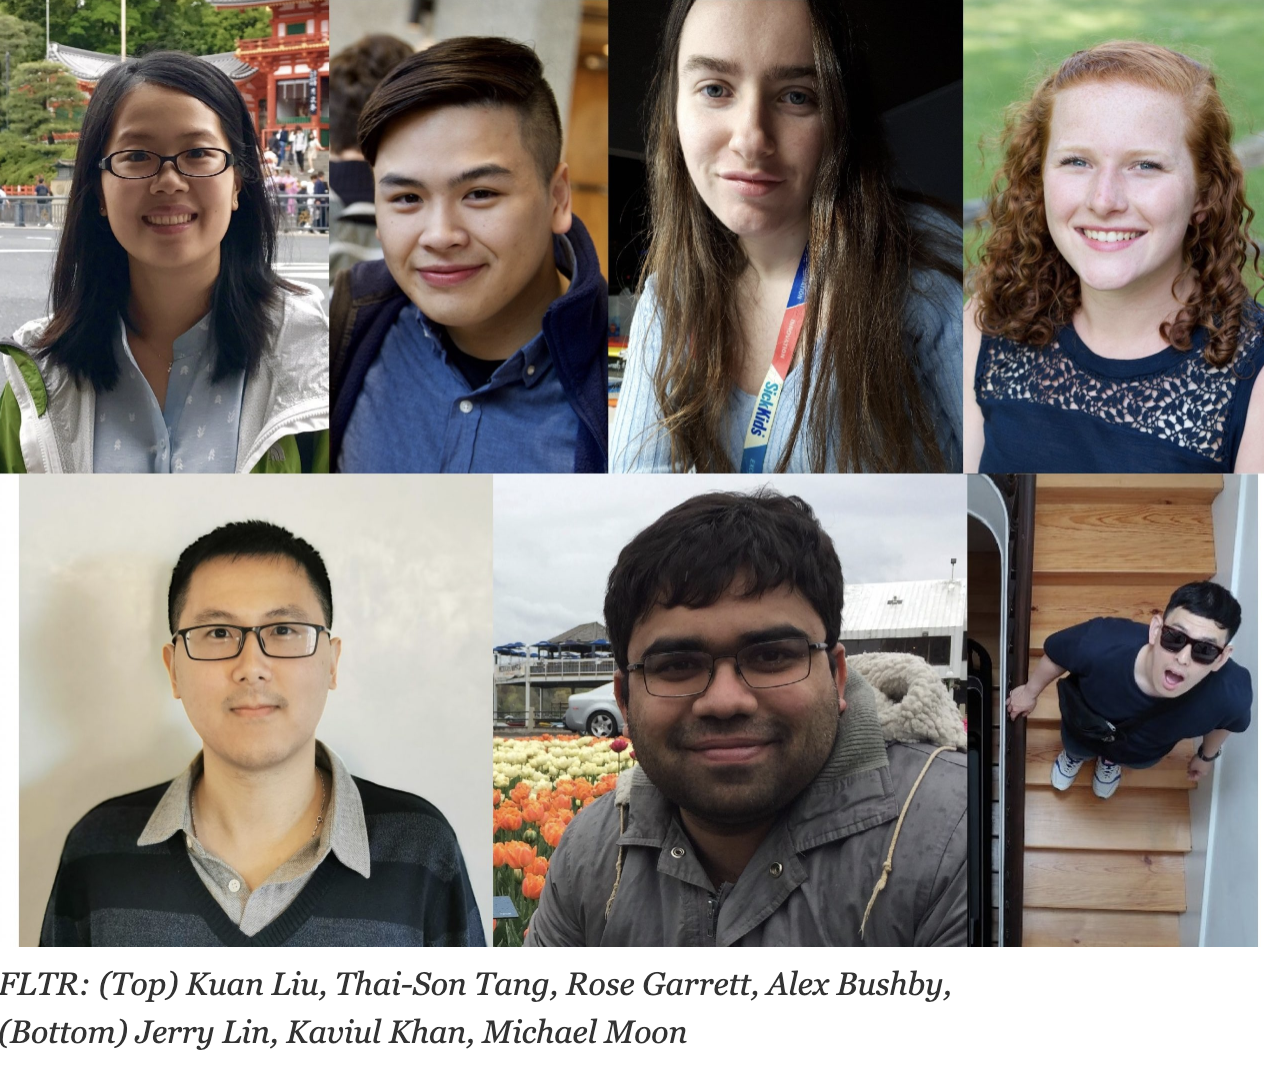 SickKids
FLTR: (Top) Kuan Liu, Thai-Son Tang, Rose Garrett, Alex Bushby,
(Bottom) Jerry Lin, Kaviul Khan, Michael Moon